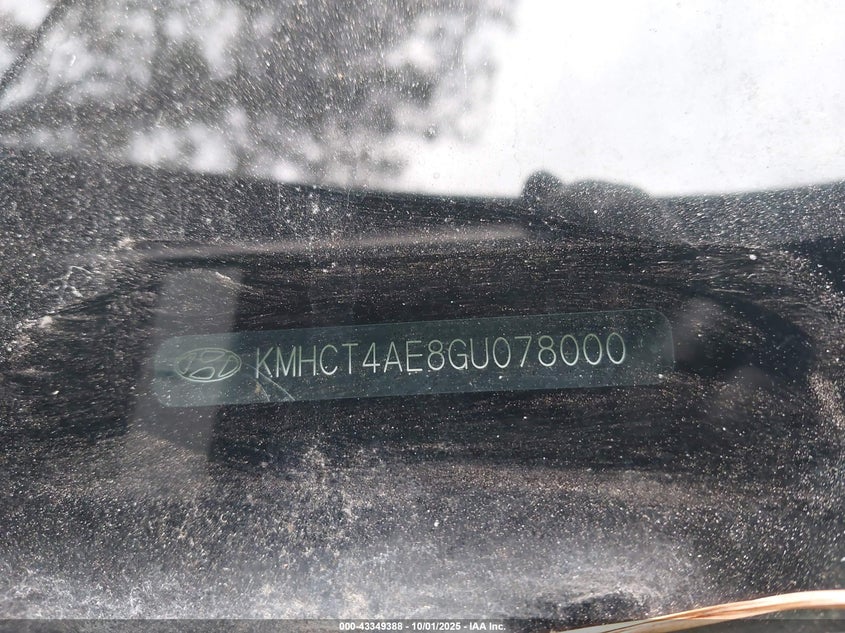 KMHCT4AE8GU078000
000-43349388 - 10/01/2025 - IAA Inc.